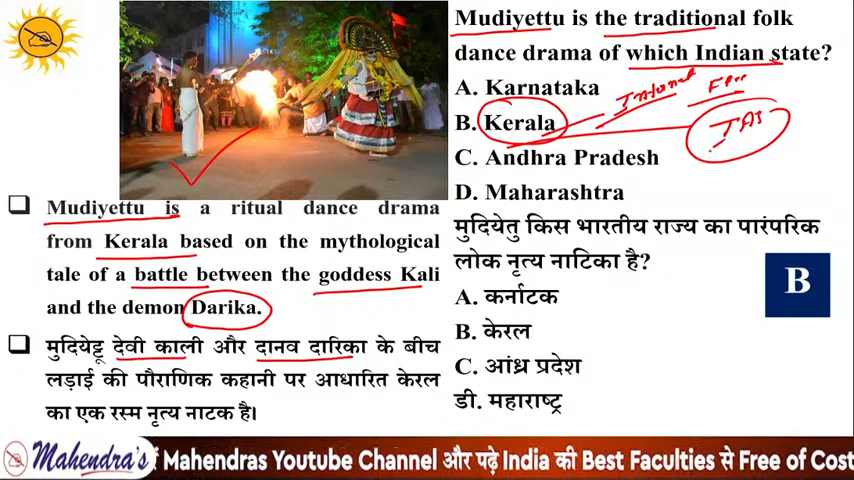 Mudiyettu is the traditional folk
dance drama of which Indian state?
A. Karnataka
B. Kerala
C. Andhra Pradesh
D. Maharashtra
मुदियेतु किस भारतीय राज्य का पारंपरिक
लोक नृत्य नाटिका है?
A. कर्नाटक
B. केरल
C. आंध्र प्रदेश
डी. महाराष्ट्र
B
Mudiyettu is a ritual dance drama
from Kerala based on the mythological
tale of a battle between the goddess Kali
and the demon Darika.
मुदियेट्टू देवी काली और दानव दारिका के बीच
लड़ाई की पौराणिक कहानी पर आधारित केरल
का एक रस्म नृत्य नाटक है।
Mahendra's
Mahendras Youtube Channel और पढ़े India की Best Faculties से Free of Cost